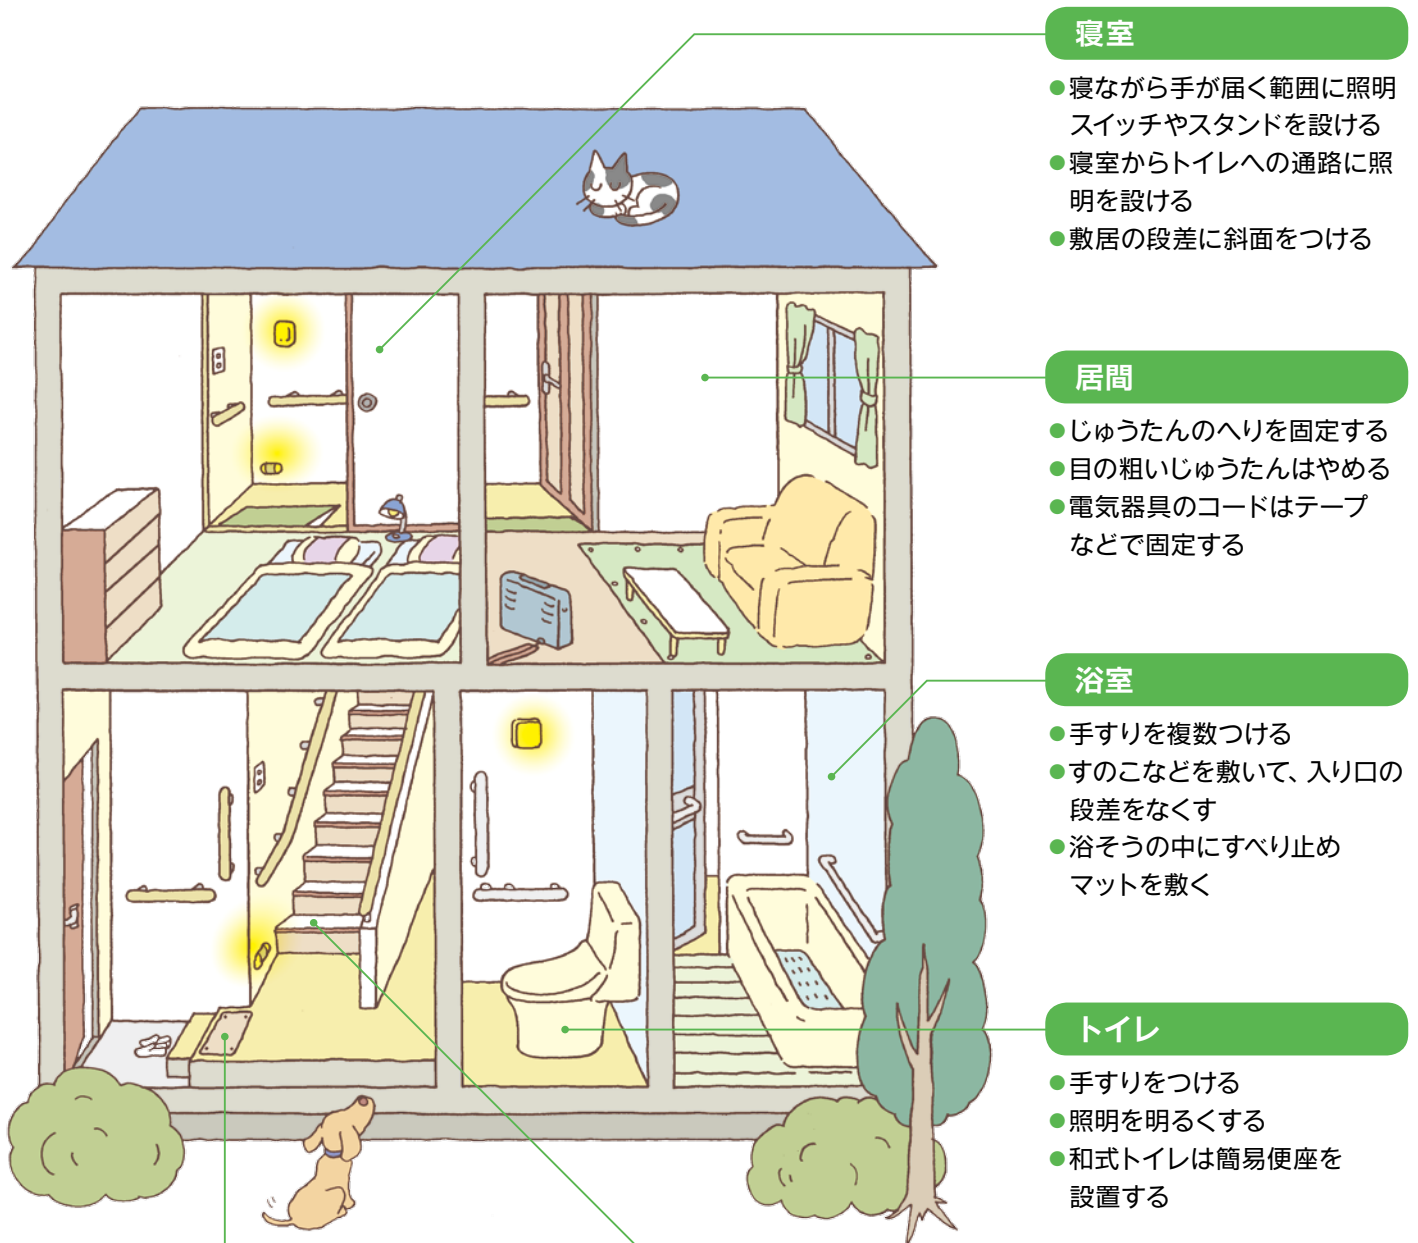 寝室
●寝ながら手が届く範囲に照明
スイッチやスタンドを設ける
●寝室からトイレへの通路に照
明を設ける
●敷居の段差に斜面をつける
居間
●じゅうたんのへりを固定する
●目の粗いじゅうたんはやめる
●電気器具のコードはテープ
などで固定する
浴室
●手すりを複数つける
●すのこなどを敷いて、入り口の
段差をなくす
●浴そうの中にすべり止め
マットを敷く
トイレ
●手すりをつける
●照明を明るくする
●和式トイレは簡易便座を
設置する